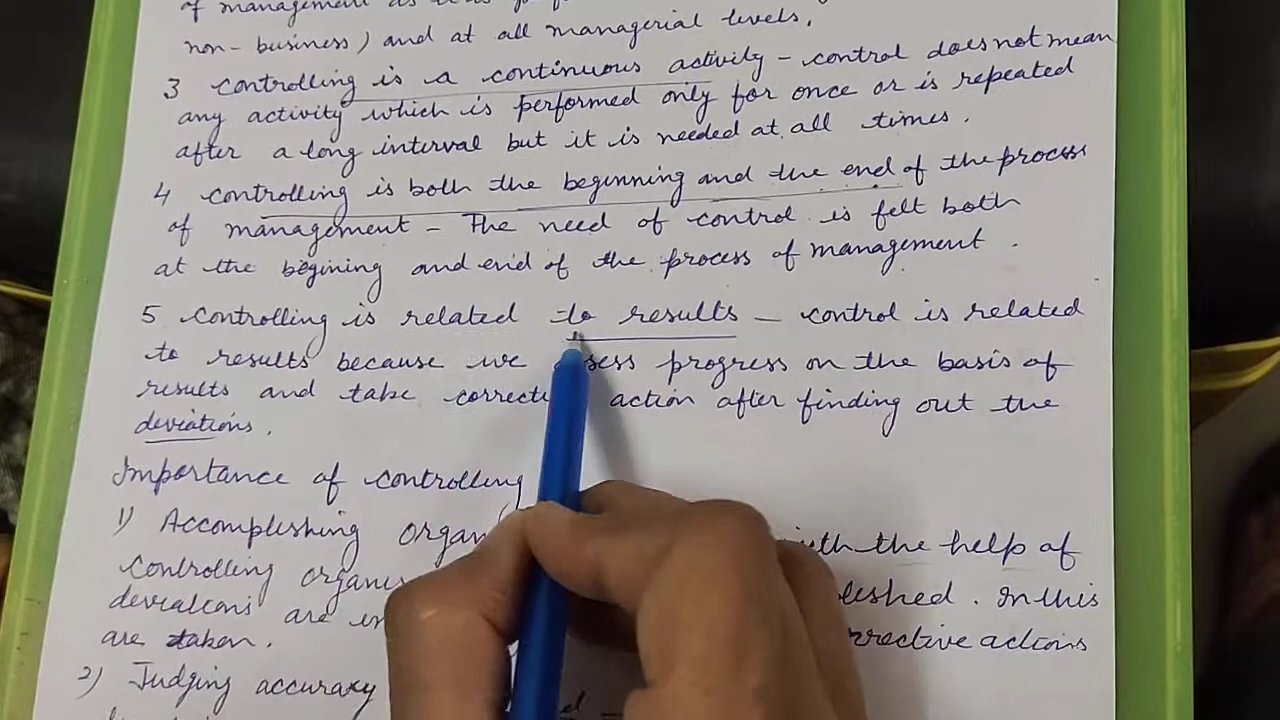 of management
non-business) and at all managerial levels.
3 controlling is a continuous activity - control does not mean
any activity which is performed only for once or is repeated
after a long interval but it is needed at all times.
4 controlling is both the beginning and the end of the process
of management - The need of control is felt both
at the begining and end of the process of management.
5 controlling is related to results - control is related
to results because we assess progress on the basis of
results and take action after finding out the
deviations.
Importance of controlling
1) Accomplishing with the help of
controlling In this
deviations are
are taken. actions
2) Judging accuracy